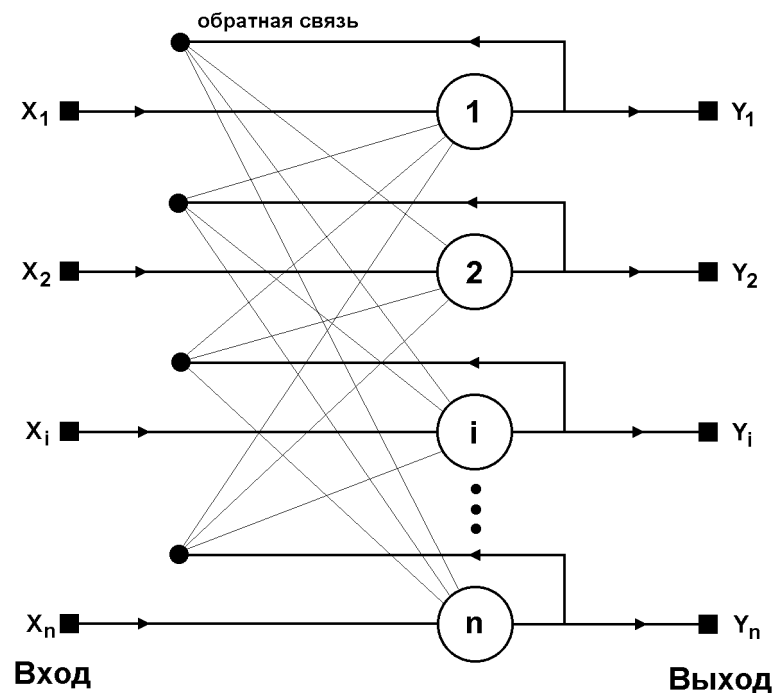 обратная связь
X1 1 Y1
X2 2 Y2
Xi i Yi
Xn n Yn
Вход Выход